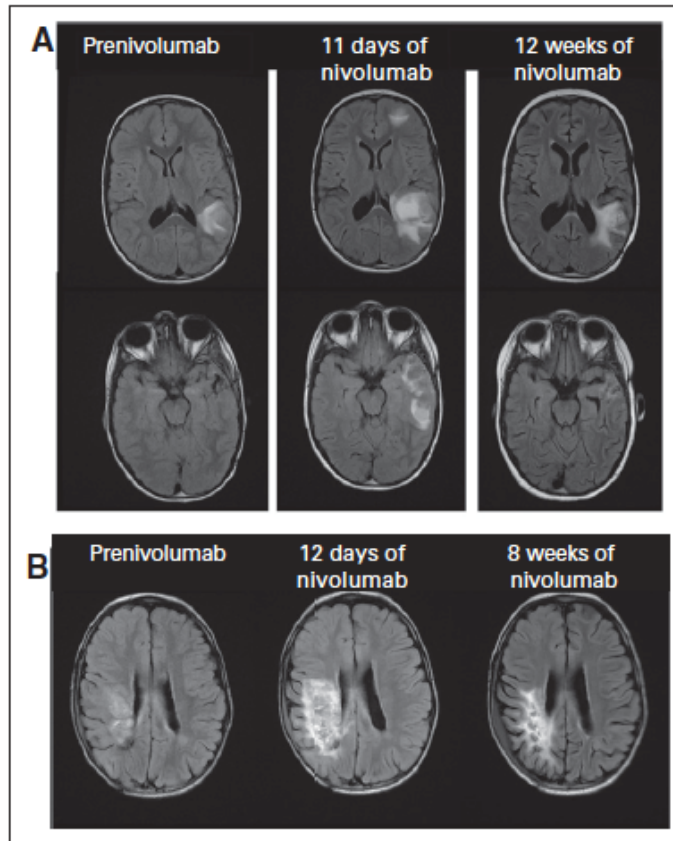 A
Prenivolumab
11 days of
nivolumab
12 weeks of
nivolumab
B
Prenivolumab
12 days of
nivolumab
8 weeks of
nivolumab